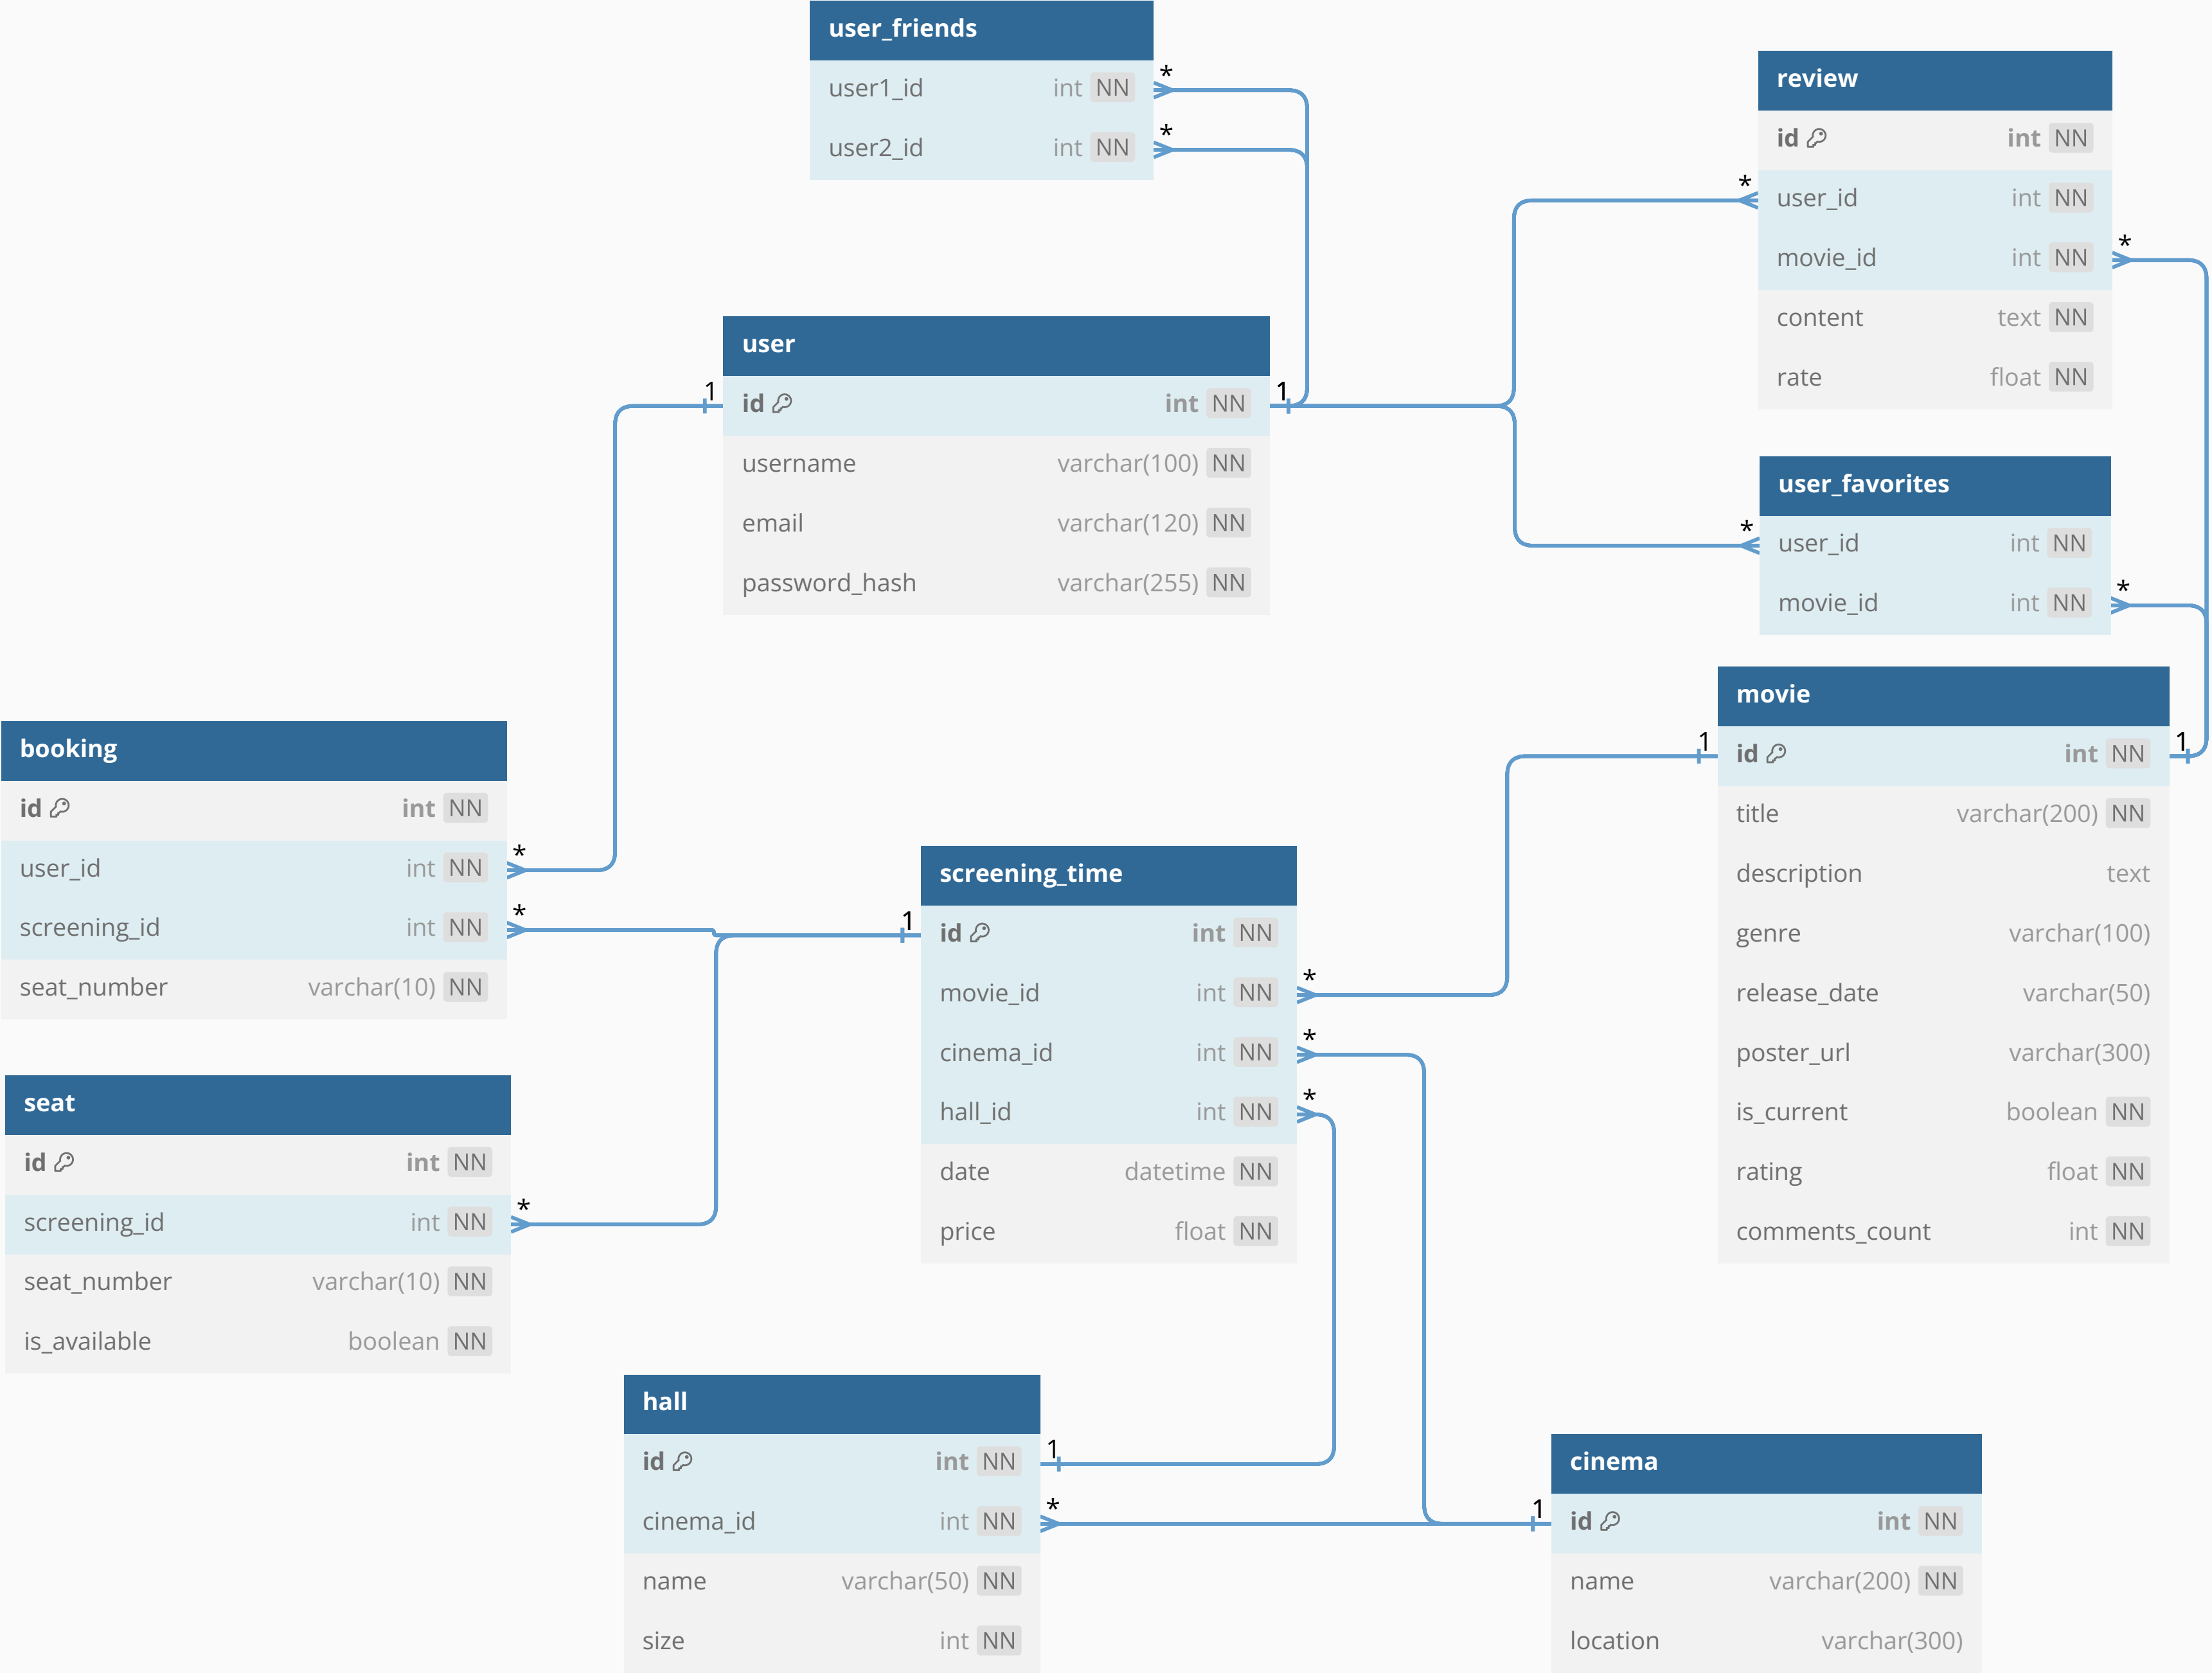 user_friends
user1_id int NN
user2_id int NN
* 
*
review
id int NN
user_id int NN
movie_id int NN
content text NN
rate float NN
*
*
user
id int NN
username varchar(100) NN
email varchar(120) NN
password_hash varchar(255) NN
1
1
user_favorites
user_id int NN
movie_id int NN
*
*
movie
id int NN
title varchar(200) NN
description text
genre varchar(100)
release_date varchar(50)
poster_url varchar(300)
is_current boolean NN
rating float NN
comments_count int NN
1
1
booking
id int NN
user_id int NN
screening_id int NN
seat_number varchar(10) NN
*
*
screening_time
id int NN
movie_id int NN
cinema_id int NN
hall_id int NN
date datetime NN
price float NN
1
*
*
*
seat
id int NN
screening_id int NN
seat_number varchar(10) NN
is_available boolean NN
*
hall
id int NN
cinema_id int NN
name varchar(50) NN
size int NN
1
*
cinema
id int NN
name varchar(200) NN
location varchar(300)
1